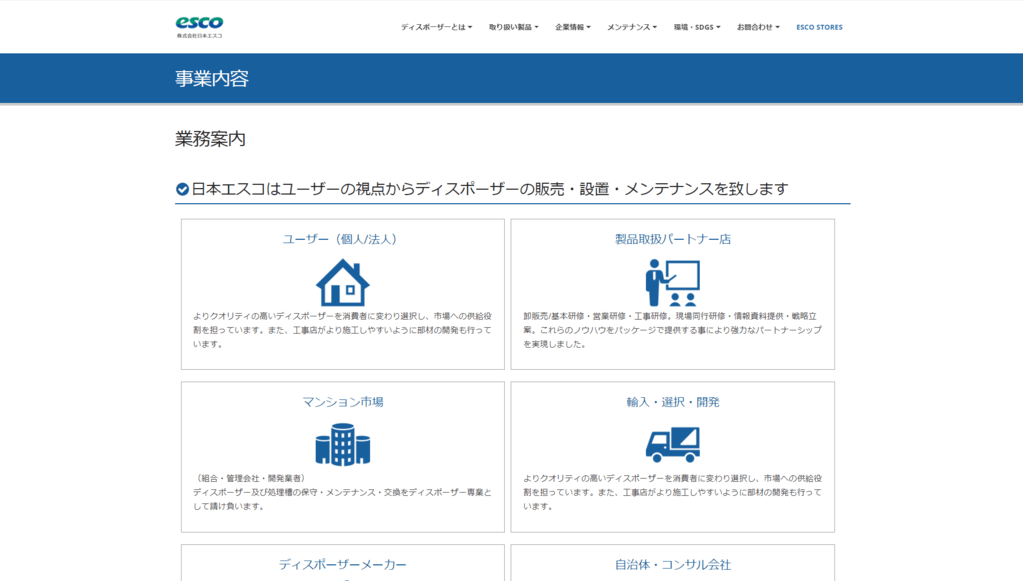 esco
株式会社日本エスコ
ディスポーザーとは 取り扱い製品 企業情報 メンテナンス 環境・SDGS お問合わせ ESCO STORES
事業内容
業務案内
日本エスコはユーザーの視点からディスポーザーの販売・設置・メンテナンスを致します
ユーザー（個人/法人）
よりクオリティの高いディスポーザーを消費者に変わり選択し、市場への供給役
割を担っています。また、工事店がより施工しやすいように部材の開発も行って
います。
製品取扱パートナー店
卸販売/基本研修・営業研修・工事研修。現場同行研修・情報資料提供・戦略立
案。これらのノウハウをパッケージで提供する事により強力なパートナーシップ
を実現しました。
マンション市場
（組合・管理会社・開発業者）
ディスポーザー及び処理槽の保守・メンテナンス・交換をディスポーザー専業と
して請け負います。
輸入・選択・開発
よりクオリティの高いディスポーザーを消費者に変わり選択し、市場への供給役
割を担っています。また、工事店がより施工しやすいように部材の開発も行って
います。
ディスポーザーメーカー
自治体・コンサル会社